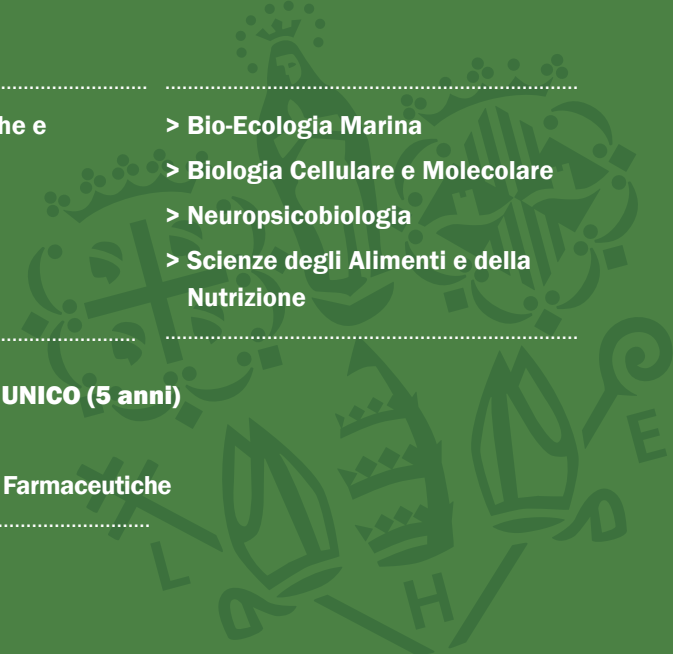 he e
> Bio-Ecologia Marina
> Biologia Cellulare e Molecolare
> Neuropsicobiologia
> Scienze degli Alimenti e della
Nutrizione
UNICO (5 anni)
Farmaceutiche
L
H
E